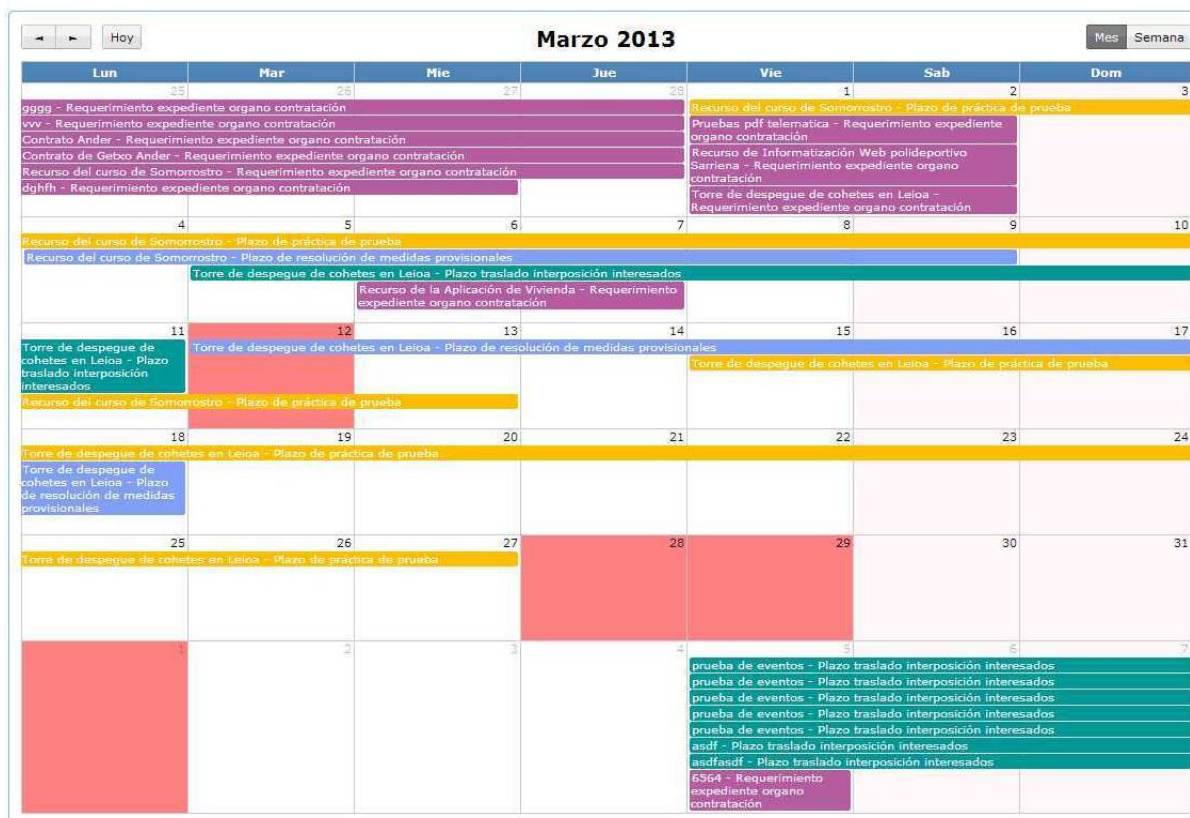 ◄ ► Hoy Marzo 2013 Mes Semana
Lun Mar Mie Jue Vie Sab Dom
25 26 27 28 1 2 3
gggg - Requerimiento expediente organo contratación
vvv - Requerimiento expediente organo contratación
Contrato Ander - Requerimiento expediente organo contratación
Contrato de Getxo Ander - Requerimiento expediente organo contratación
Recurso del curso de Somorrostro - Requerimiento expediente organo contratación
dghfh - Requerimiento expediente organo contratación
Recurso del curso de Somorrostro - Plazo de práctica de prueba
Pruebas pdf telematica - Requerimiento expediente
organo contratación
Recurso de Informatización Web polideportivo
Sarriena - Requerimiento expediente organo
contratación
Torre de despegue de cohetes en Leioa -
Requerimiento expediente organo contratación
4 5 6 7 8 9 10
Recurso del curso de Somorrostro - Plazo de práctica de prueba
Recurso del curso de Somorrostro - Plazo de resolución de medidas provisionales
Torre de despegue de cohetes en Leioa - Plazo traslado interposición interesados
Recurso de la Aplicación de Vivienda - Requerimiento
expediente organo contratación
11 12 13 14 15 16 17
Torre de despegue de
cohetes en Leioa - Plazo
traslado interposición
interesados
Torre de despegue de cohetes en Leioa - Plazo de resolución de medidas provisionales
Torre de despegue de cohetes en Leioa - Plazo de práctica de prueba
Recurso del curso de Somorrostro - Plazo de práctica de prueba
18 19 20 21 22 23 24
Torre de despegue de cohetes en Leioa - Plazo de práctica de prueba
Torre de despegue de
cohetes en Leioa - Plazo
de resolución de medidas
provisionales
25 26 27 28 29 30 31
Torre de despegue de cohetes en Leioa - Plazo de práctica de prueba
1 2 3 4 5 6 7
prueba de eventos - Plazo traslado interposición interesados
prueba de eventos - Plazo traslado interposición interesados
prueba de eventos - Plazo traslado interposición interesados
prueba de eventos - Plazo traslado interposición interesados
prueba de eventos - Plazo traslado interposición interesados
asdf - Plazo traslado interposición interesados
asdfasdf - Plazo traslado interposición interesados
6564 - Requerimiento
expediente organo
contratación